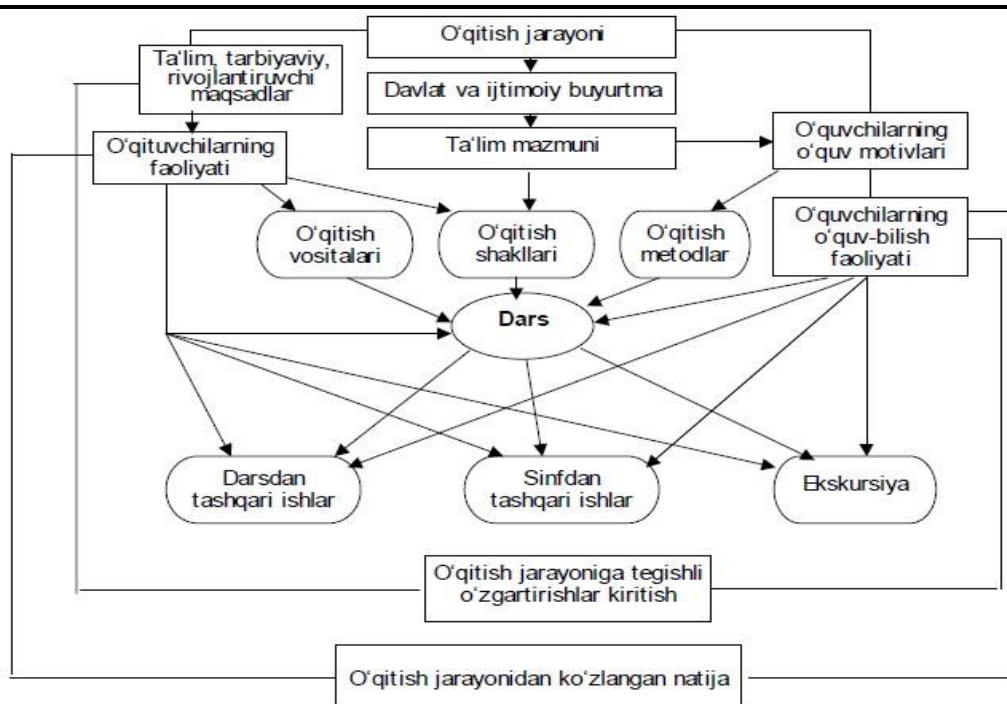 O‘qitish jarayoni
Ta‘lim, tarbiyaviy,
rivojlantiruvchi
maqsadlar
Davlat va ijtimoiy buyurtma
O‘qituvchilarning
faoliyati
Ta‘lim mazmuni
O‘quvchilarning
o‘quv motivlari
O‘qitish
vositalari
O‘qitish
shakllari
O‘qitish
metodlar
O‘quvchilarning
o‘quv-bilish
faoliyati
Dars
Darsdan
tashqari ishlar
Sinfdan
tashqari ishlar
Ekskursiya
O‘qitish jarayoniga tegishli
o‘zgartirishlar kiritish
O‘qitish jarayonidan ko‘zlangan natija